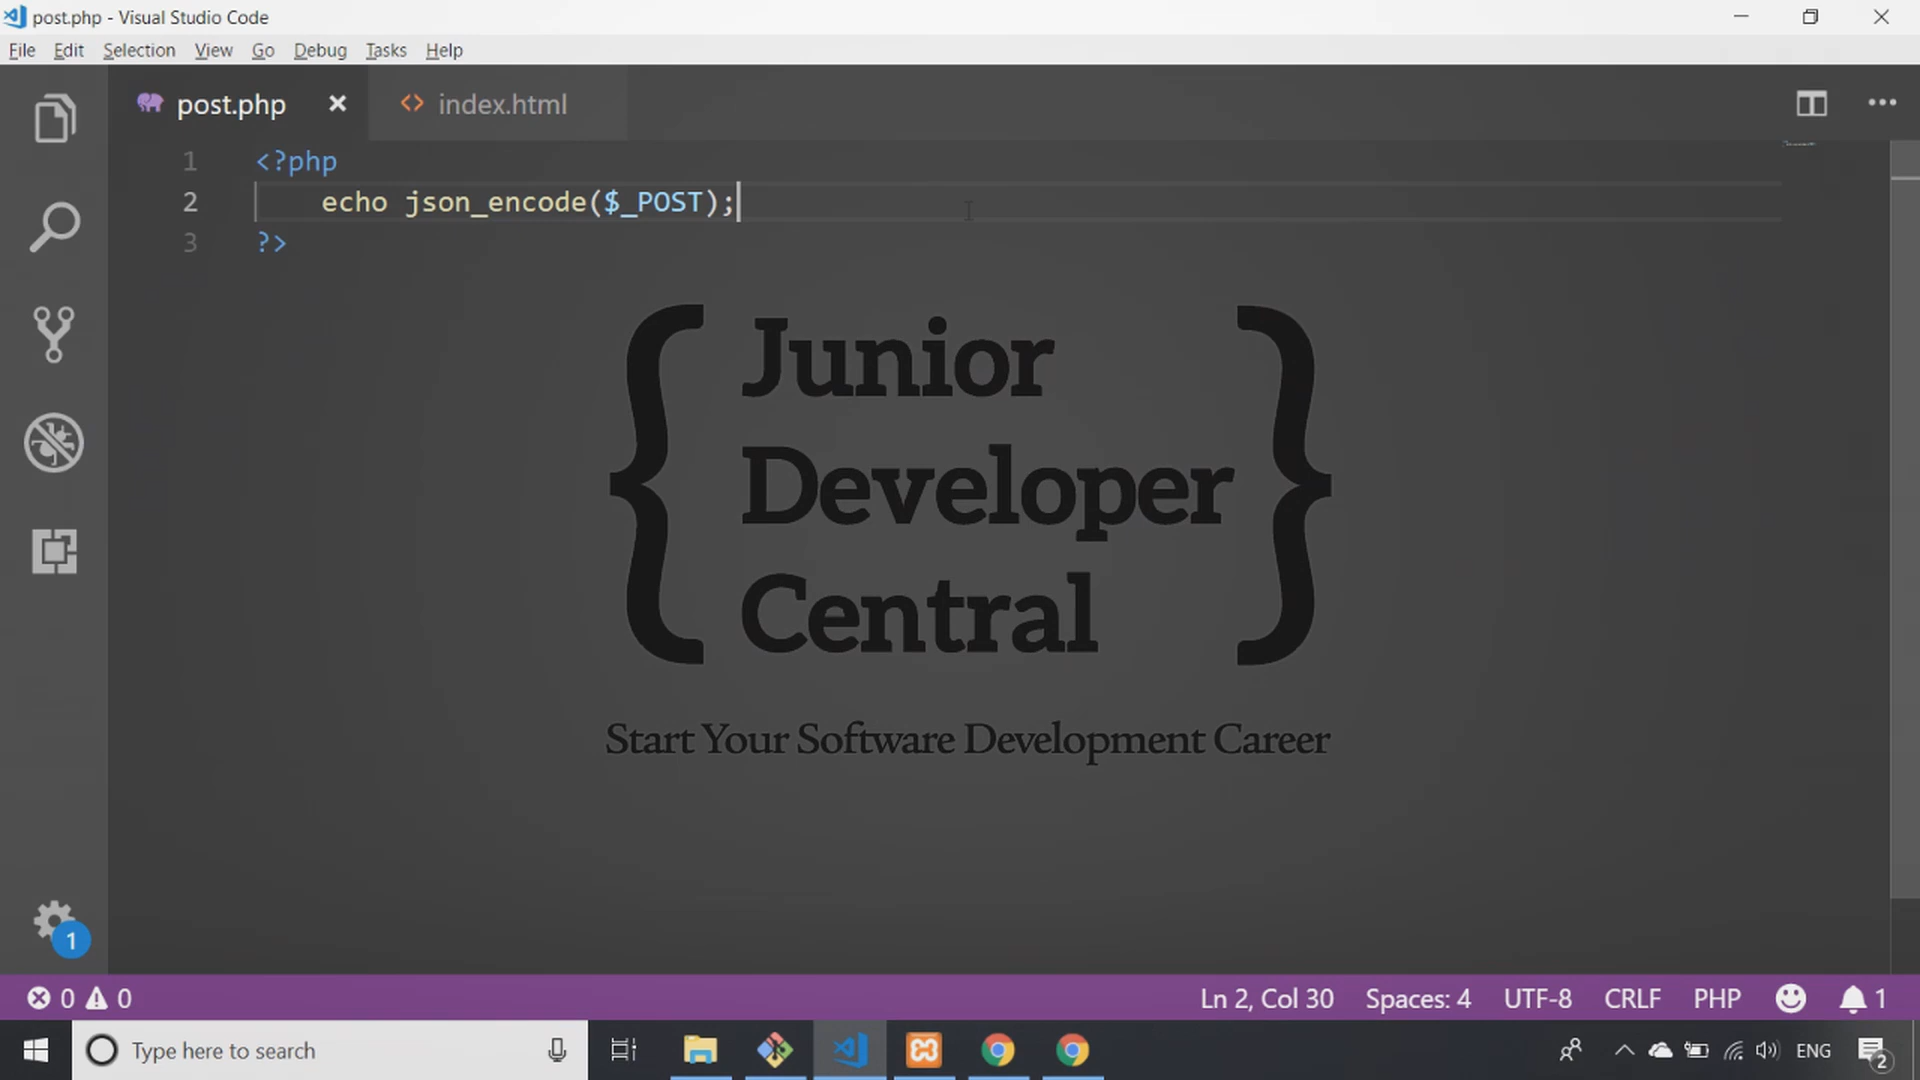 post.php - Visual Studio Code
File Edit Selection View Go Debug Tasks Help
post.php index.html
1 <?php
2 echo json_encode($_POST);
3 ?>
Junior
Developer
Central
Start Your Software Development Career
1
0 0 Ln 2, Col 30 Spaces: 4 UTF-8 CRLF PHP 1
Type here to search ENG 2